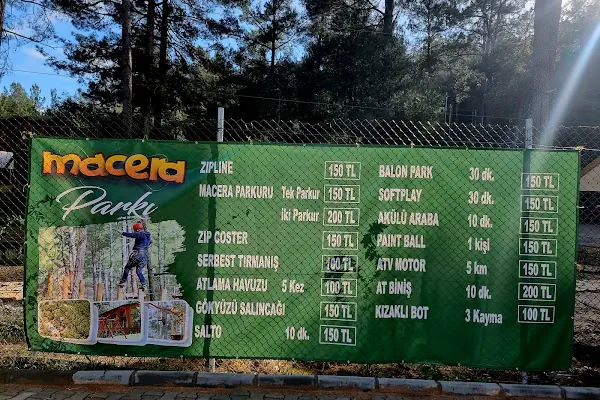 macera
Parkı
ZIPLINE 150 TL
MACERA PARKURU Tek Parkur 150 TL
iki Parkur 200 TL
ZIP COSTER 150 TL
SERBEST TIRMANIŞ 100 TL
ATLAMA HAVUZU 5 Kez 100 TL
GÖKYÜZÜ SALINCAĞI 150 TL
SALTO 10 dk. 150 TL
BALON PARK 30 dk. 150 TL
SOFTPLAY 30 dk. 150 TL
AKÜLÜ ARABA 10 dk. 150 TL
PAINT BALL 1 kişi 150 TL
ATV MOTOR 5 km 150 TL
AT BİNİŞ 10 dk. 200 TL
KIZAKLI BOT 3 Kayma 100 TL